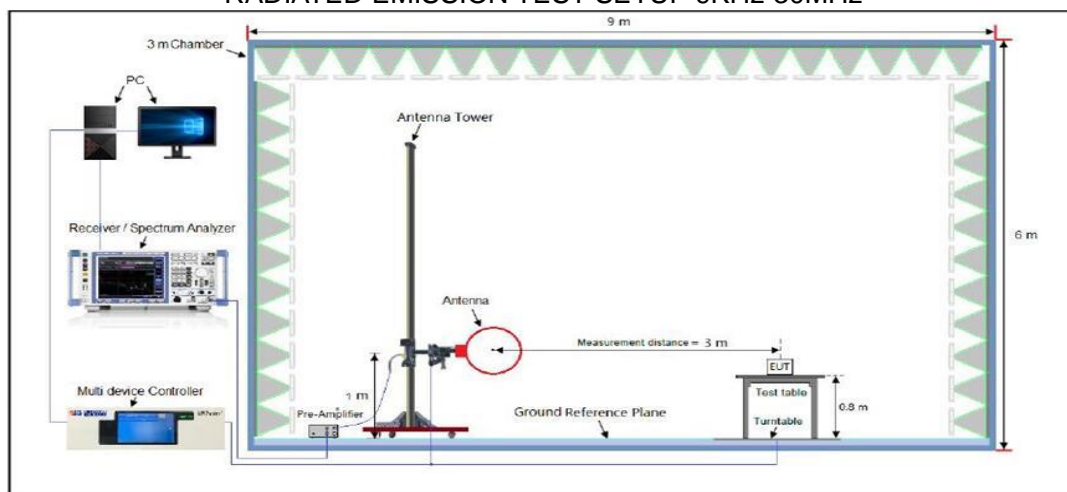 RADIATED EMISSION TEST SETUP 9KHz-30MHz
9 m
3 m Chamber
PC
Antenna Tower
Receiver / Spectrum Analyzer
6 m
Antenna
Measurement distance = 3 m
EUT
1 m
Multi device Controller
Test table
0.8 m
Pre-Amplifier
Ground Reference Plane
Turntable